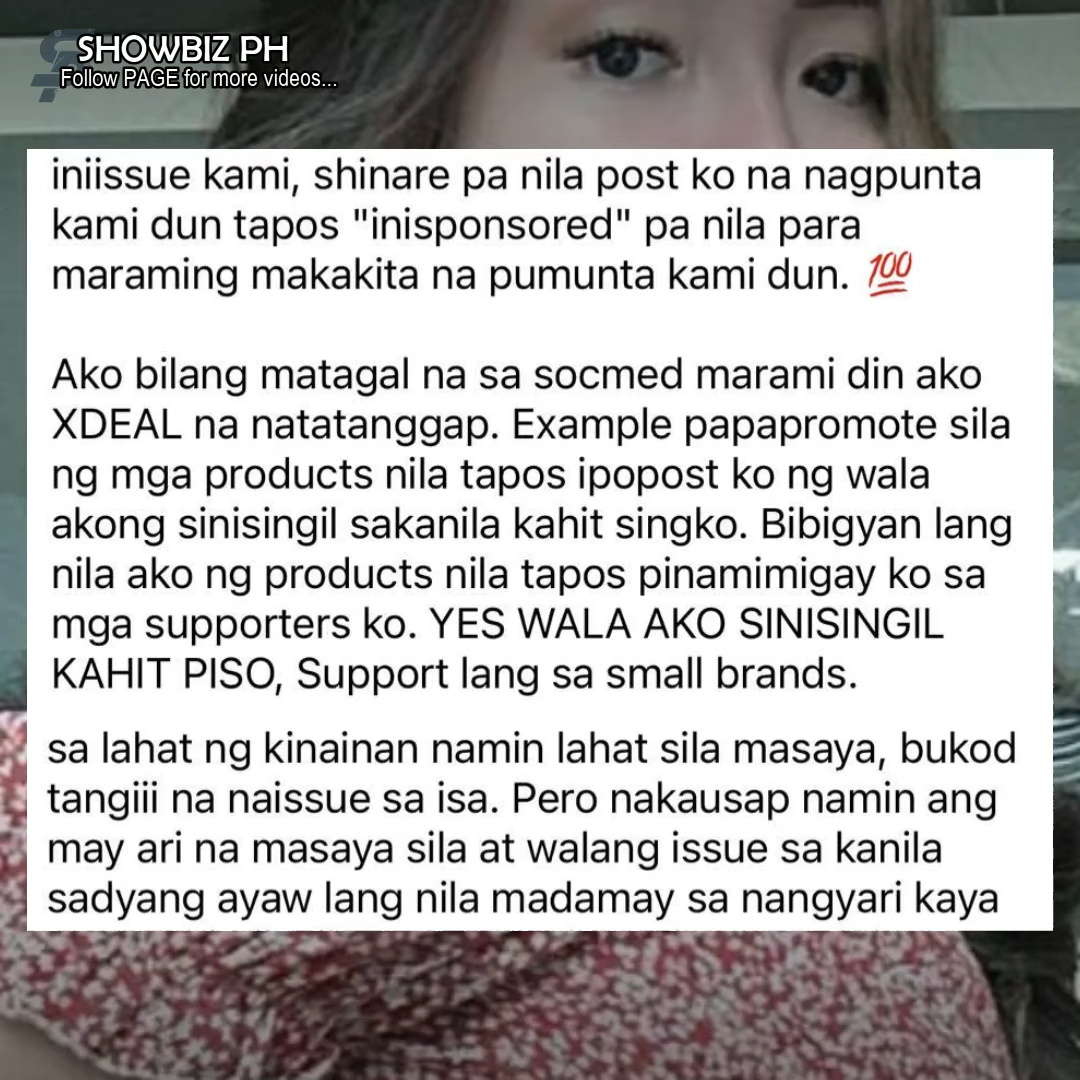 SHOWBIZ PH
Follow PAGE for more videos...
iniissue kami, shinare pa nila post ko na nagpunta
kami dun tapos "inisponsored" pa nila para
maraming makakita na pumunta kami dun. 💯
Ako bilang matagal na sa socmed marami din ako
XDEAL na natatanggap. Example papapromote sila
ng mga products nila tapos ipopost ko ng wala
akong sinisingil sakanila kahit singko. Bibigyan lang
nila ako ng products nila tapos pinamimigay ko sa
mga supporters ko. YES WALA AKO SINISINGIL
KAHIT PISO, Support lang sa small brands.
sa lahat ng kinainan namin lahat sila masaya, bukod
tangiii na naissue sa isa. Pero nakausap namin ang
may ari na masaya sila at walang issue sa kanila
sadyang ayaw lang nila madamay sa nangyari kaya